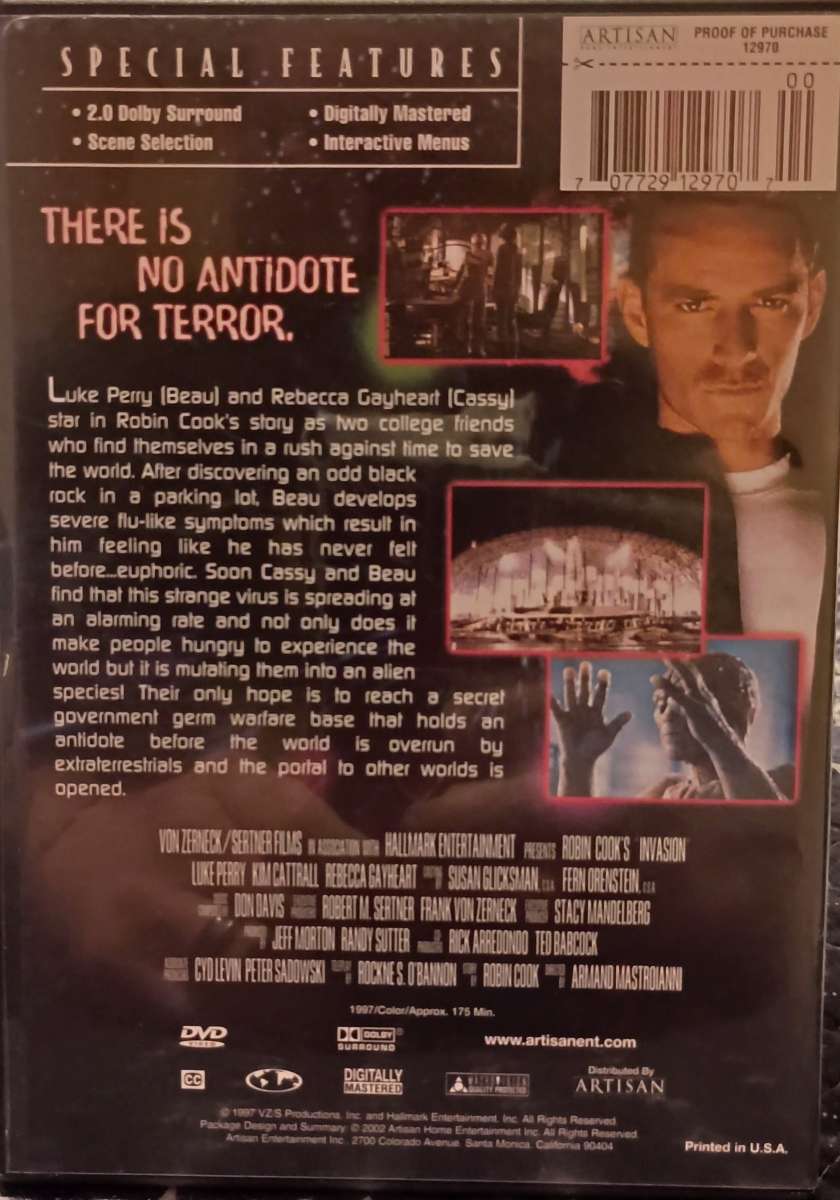 SPECIAL FEATURES
• 2.0 Dolby Surround
• Digitally Mastered
• Scene Selection
• Interactive Menus
ARTISAN
HOME ENTERTAINMENT
PROOF OF PURCHASE
12970
00
7 07729 12970 7
THERE IS
NO ANTIDOTE
FOR TERROR.
Luke Perry (Beau) and Rebecca Gayheart (Cassy)
star in Robin Cook's story as two college friends
who find themselves in a rush against time to save
the world. After discovering an odd black
rock in a parking lot, Beau develops
severe flu-like symptoms which result in
him feeling like he has never felt
before...euphoric. Soon Cassy and Beau
find that this strange virus is spreading at
an alarming rate and not only does it
make people hungry to experience the
world but it is mutating them into an alien
species! Their only hope is to reach a secret
government germ warfare base that holds an
antidote before the world is overrun by
extraterrestrials and the portal to other worlds is
opened.
VON ZERNECK/SERTNER FILMS IN ASSOCIATION WITH HALLMARK ENTERTAINMENT PRESENTS ROBIN COOK'S "INVASION"
LUKE PERRY KIM CATTRALL REBECCA GAYHEART SUSAN GLICKSMAN, C.S.A. FERN ORENSTEIN, C.S.A.
DON DAVIS ROBERT M. SERTNER FRANK VON ZERNECK STACY MANDELBERG
JEFF MORTON RANDY SUTTER RICK ARREDONDO TED BABCOCK
CYD LEVIN PETER SADOWSKI ROCKNE S. O'BANNON ROBIN COOK ARMAND MASTROIANNI
1997/Color/Approx. 175 Min.
DVD
VIDEO
DOLBY
SURROUND
www.artisanent.com
CC
1
DIGITALLY
MASTERED
QUALITY PROTECTED
Distributed By
ARTISAN
© 1997 VZ/S Productions, Inc. and Hallmark Entertainment, Inc. All Rights Reserved.
Package Design and Summary: © 2002 Artisan Home Entertainment Inc. All Rights Reserved.
Artisan Entertainment Inc., 2700 Colorado Avenue, Santa Monica, California 90404
Printed in U.S.A.